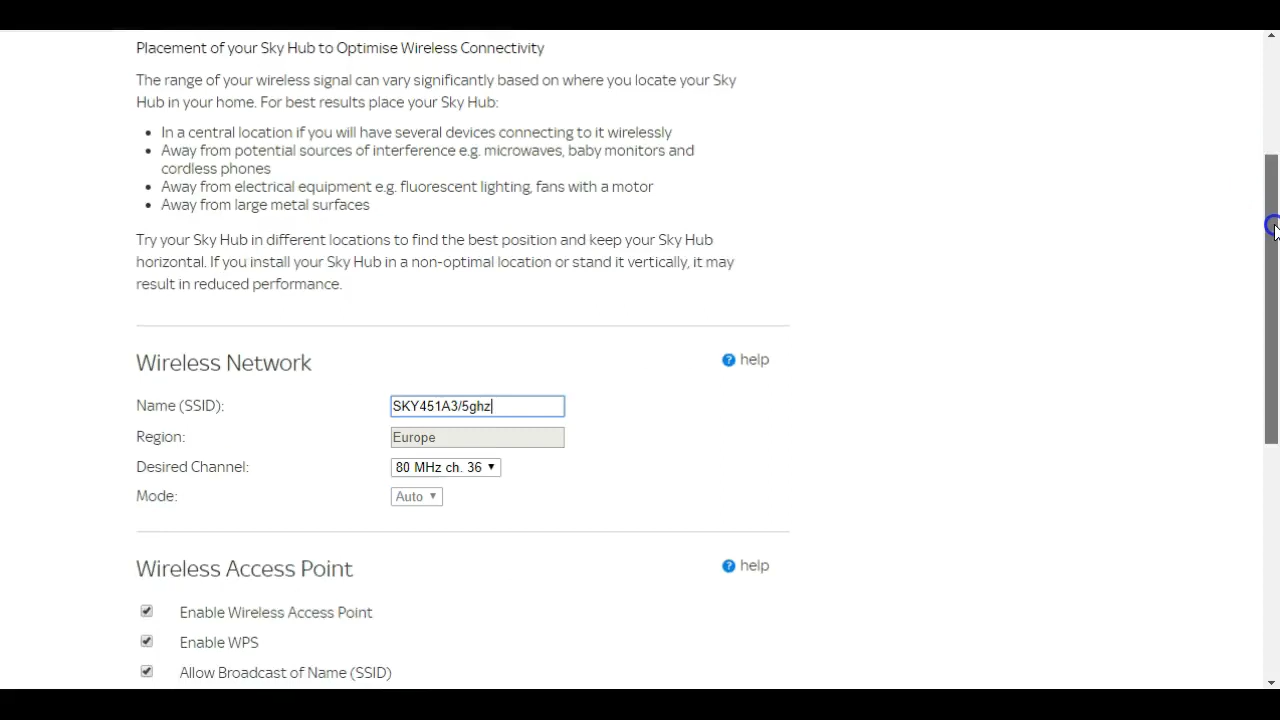 Placement of your Sky Hub to Optimise Wireless Connectivity
The range of your wireless signal can vary significantly based on where you locate your Sky
Hub in your home. For best results place your Sky Hub:
In a central location if you will have several devices connecting to it wirelessly
Away from potential sources of interference e.g. microwaves, baby monitors and
cordless phones
Away from electrical equipment e.g. fluorescent lighting, fans with a motor
Away from large metal surfaces
Try your Sky Hub in different locations to find the best position and keep your Sky Hub
horizontal. If you install your Sky Hub in a non-optimal location or stand it vertically, it may
result in reduced performance.
Wireless Network
? help
Name (SSID): SKY451A3/5ghz
Region: Europe
Desired Channel: 80 MHz ch. 36
Mode: Auto
Wireless Access Point
? help
Enable Wireless Access Point
Enable WPS
Allow Broadcast of Name (SSID)